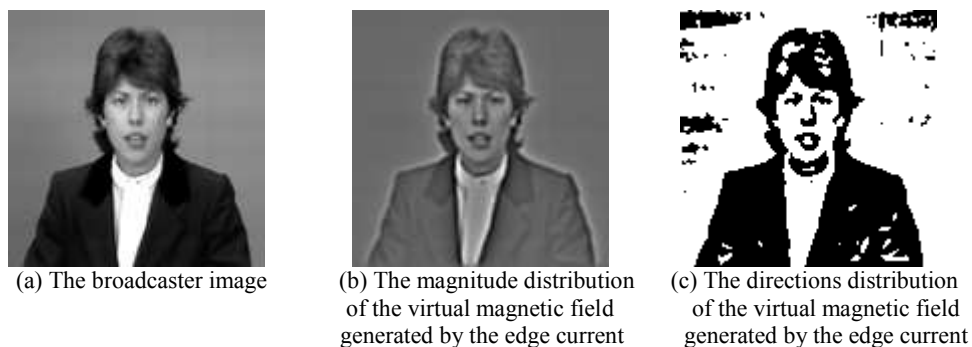 (a) The broadcaster image
(b) The magnitude distribution
of the virtual magnetic field
generated by the edge current
(c) The directions distribution
of the virtual magnetic field
generated by the edge current